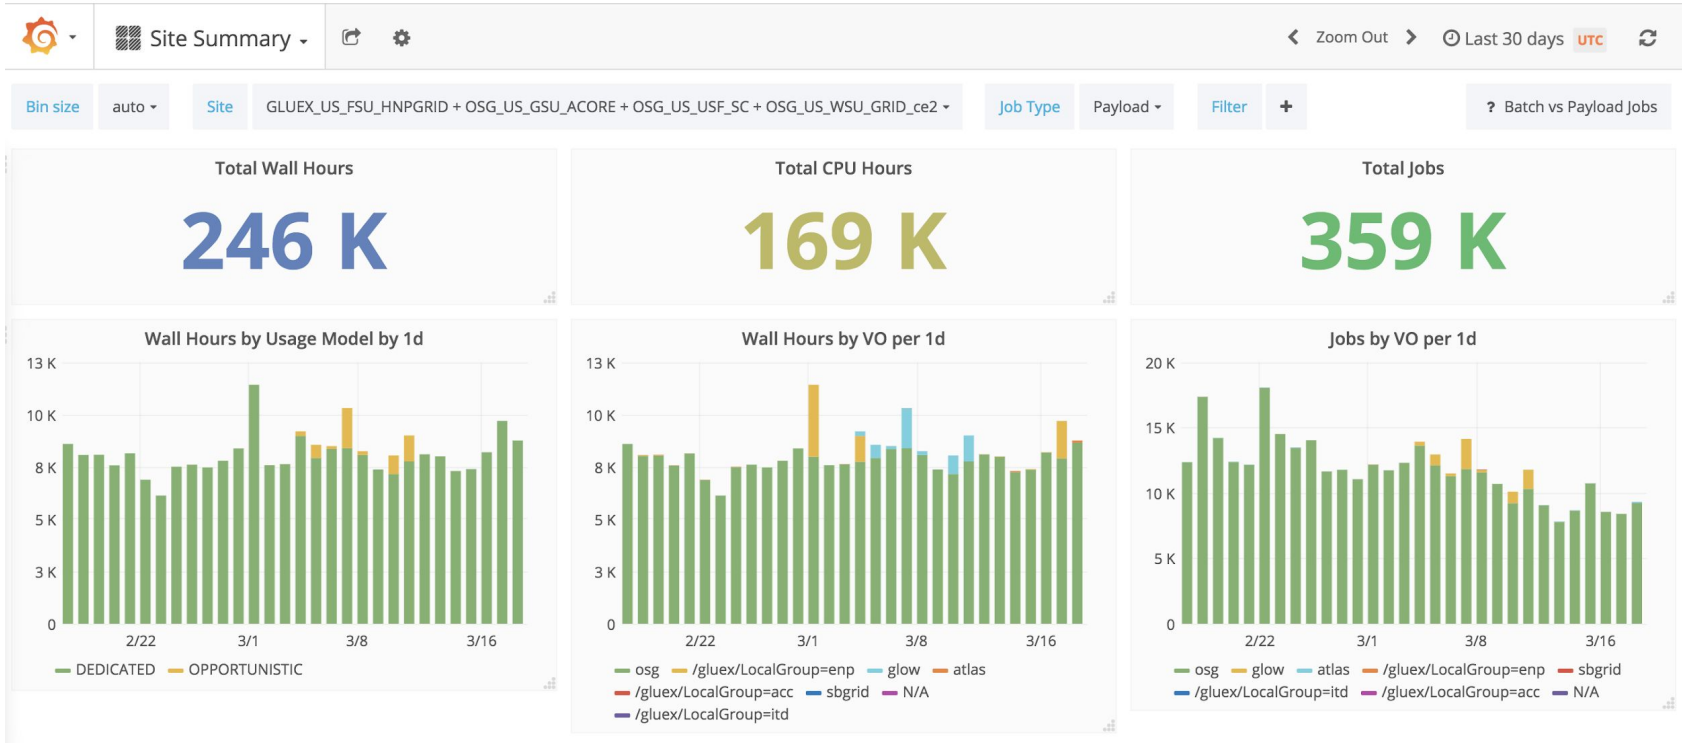 Site Summary
Zoom Out
Last 30 days UTC
Bin size auto Site GLUEX_US_FSU_HNPGRID + OSG_US_GSU_ACORE + OSG_US_USF_SC + OSG_US_WSU_GRID_ce2 Job Type Payload Filter + ? Batch vs Payload Jobs
Total Wall Hours
246 K
Total CPU Hours
169 K
Total Jobs
359 K
Wall Hours by Usage Model by 1d
13 K
10 K
8 K
5 K
3 K
0
2/22 3/1 3/8 3/16
DEDICATED OPPORTUNISTIC
Wall Hours by VO per 1d
13 K
10 K
8 K
5 K
3 K
0
2/22 3/1 3/8 3/16
osg /gluex/LocalGroup=enp glow atlas
/gluex/LocalGroup=acc sbgrid N/A
/gluex/LocalGroup=itd
Jobs by VO per 1d
20 K
15 K
10 K
5 K
0
2/22 3/1 3/8 3/16
osg glow atlas /gluex/LocalGroup=enp sbgrid
/gluex/LocalGroup=itd /gluex/LocalGroup=acc N/A